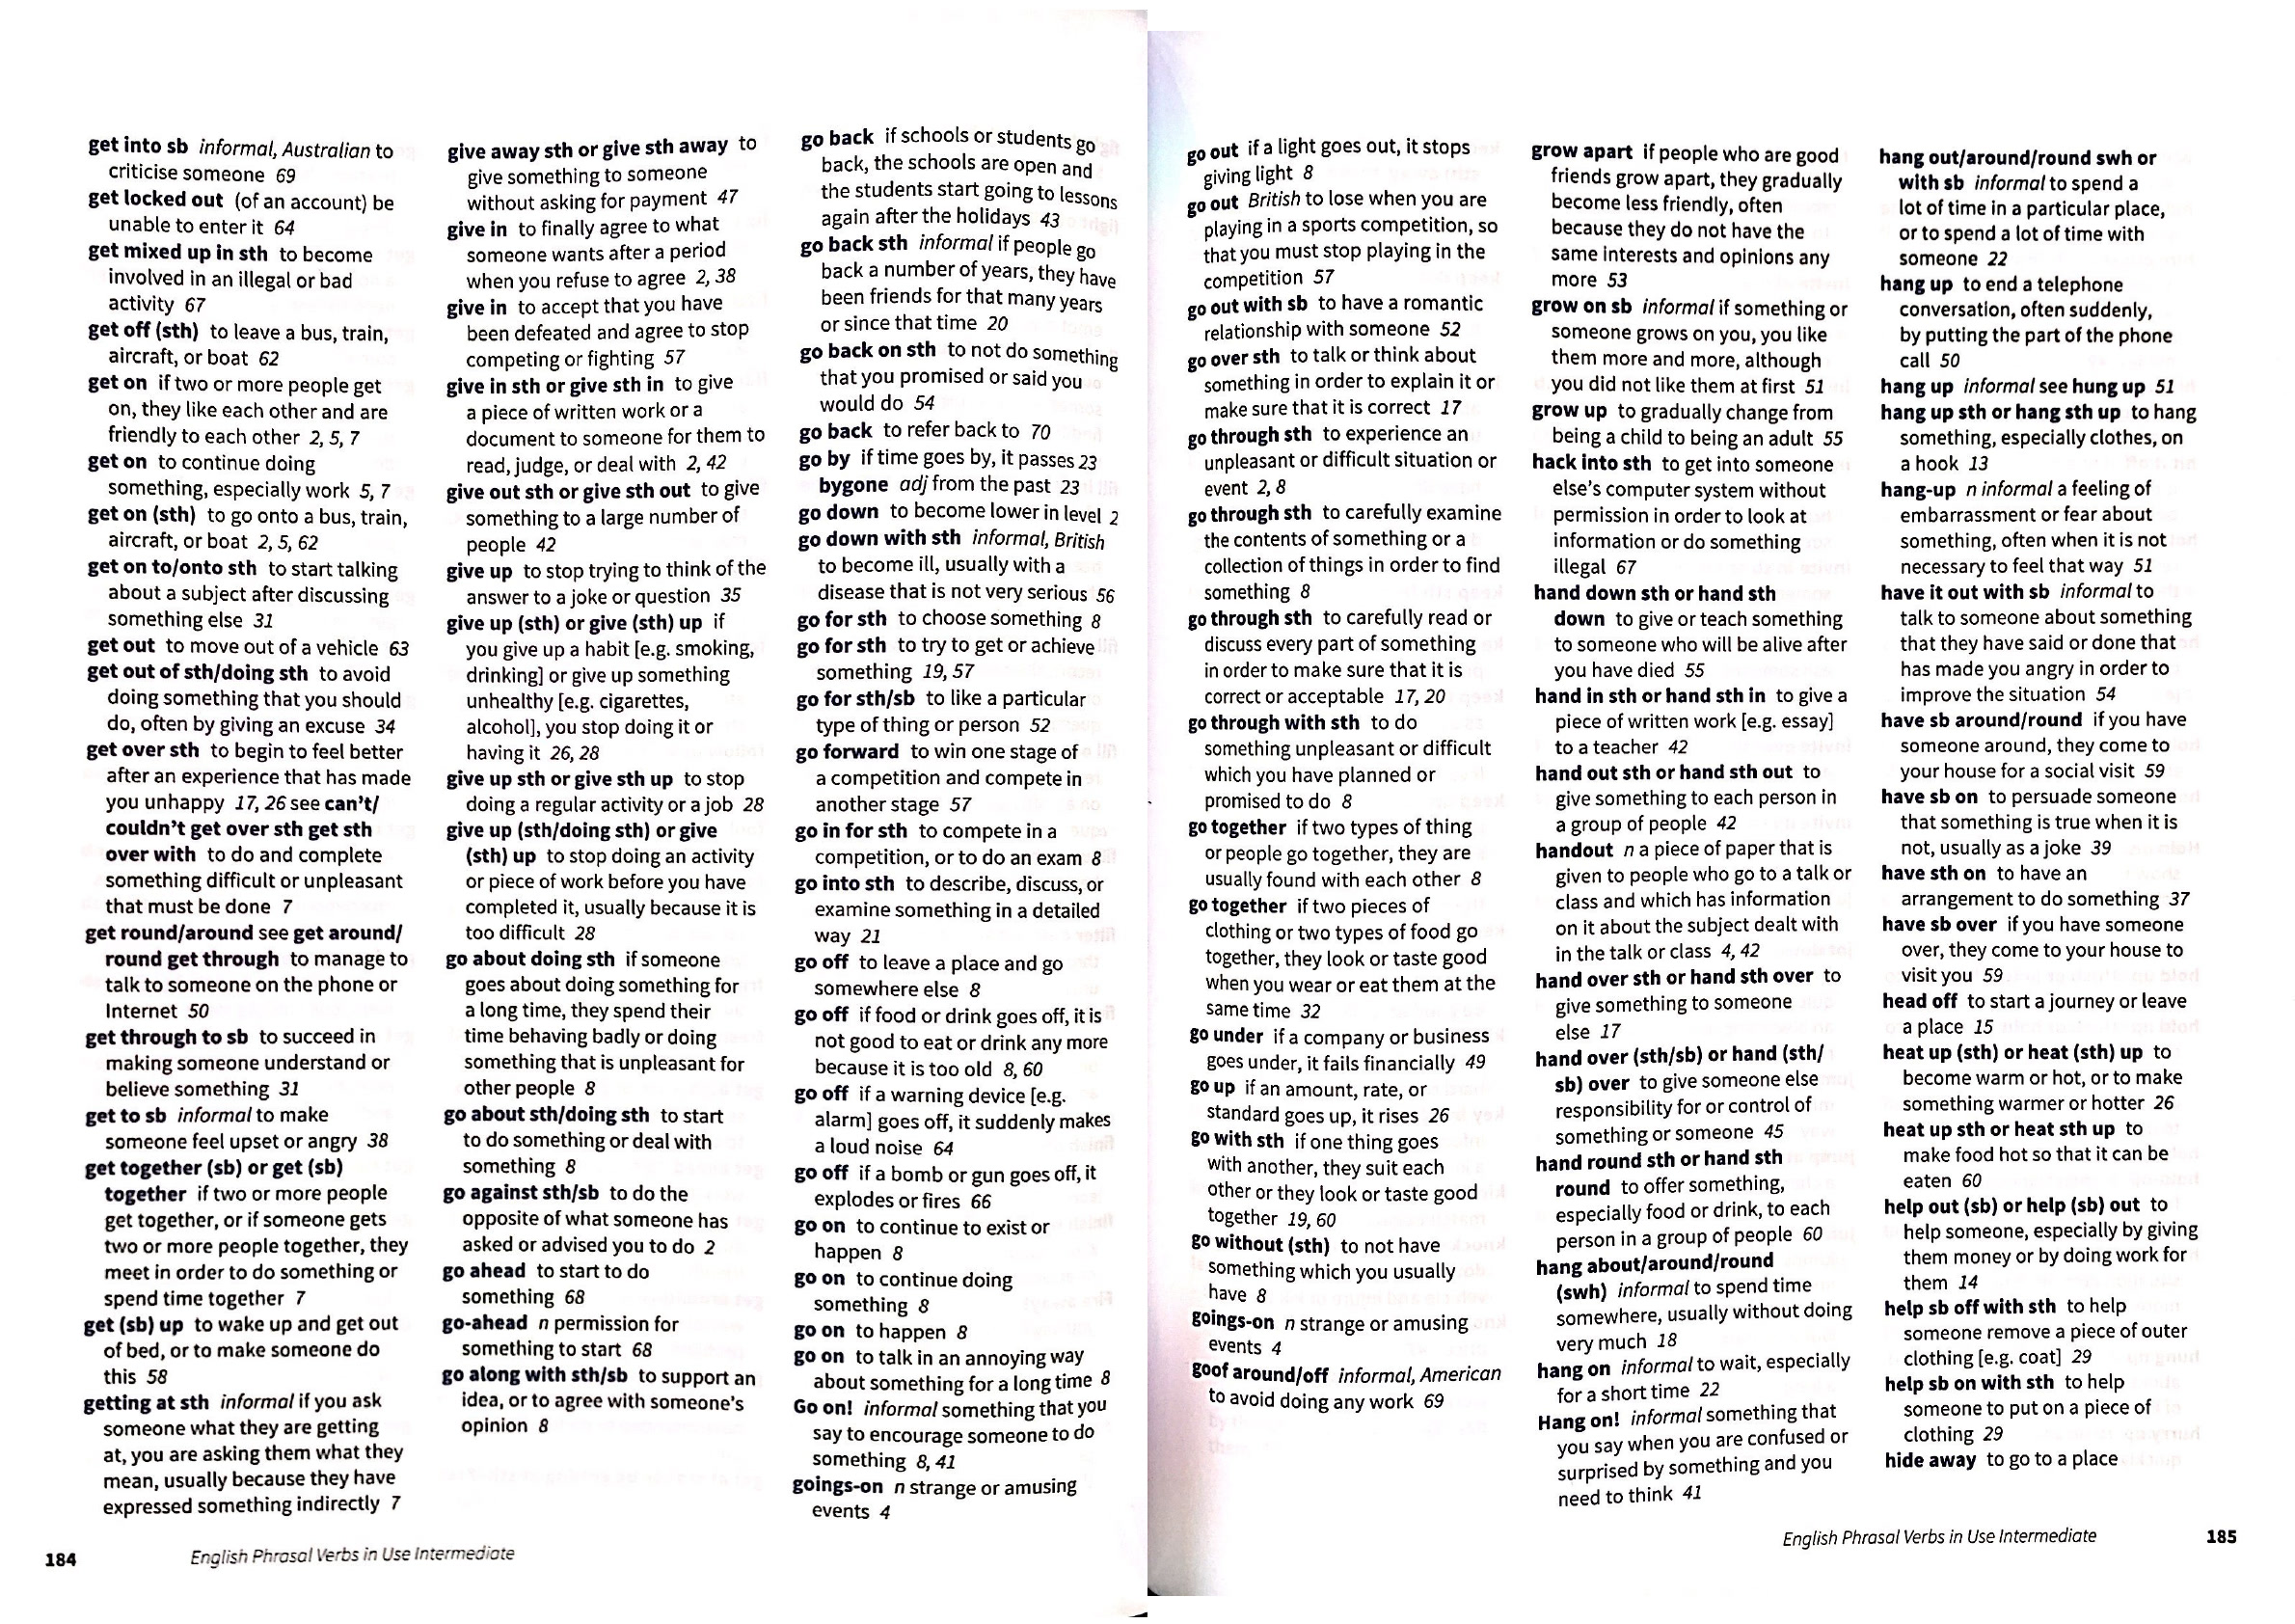 get into sb informal, Australian to
criticise someone 69
get locked out (of an account) be
unable to enter it 64
get mixed up in sth to become
involved in an illegal or bad
activity 67
get off (sth) to leave a bus, train,
aircraft, or boat 62
get on if two or more people get
on, they like each other and are
friendly to each other 2, 5, 7
get on to continue doing
something, especially work 5, 7
get on (sth) to go onto a bus, train,
aircraft, or boat 2, 5, 62
get on to/onto sth to start talking
about a subject after discussing
something else 31
get out to move out of a vehicle 63
get out of sth/doing sth to avoid
doing something that you should
do, often by giving an excuse 34
get over sth to begin to feel better
after an experience that has made
you unhappy 17, 26 see can't/
couldn't get over sth get sth
over with to do and complete
something difficult or unpleasant
that must be done 7
get round/around see get around/
round get through to manage to
talk to someone on the phone or
Internet 50
get through to sb to succeed in
making someone understand or
believe something 31
get to sb informal to make
someone feel upset or angry 38
get together (sb) or get (sb)
together if two or more people
get together, or if someone gets
two or more people together, they
meet in order to do something or
spend time together 7
get (sb) up to wake up and get out
of bed, or to make someone do
this 58
getting at sth informal if you ask
someone what they are getting
at, you are asking them what they
mean, usually because they have
expressed something indirectly 7
give away sth or give sth away to
give something to someone
without asking for payment 47
give in to finally agree to what
someone wants after a period
when you refuse to agree 2, 38
give in to accept that you have
been defeated and agree to stop
competing or fighting 57
give in sth or give sth in to give
a piece of written work or a
document to someone for them to
read, judge, or deal with 2, 42
give out sth or give sth out to give
something to a large number of
people 42
give up to stop trying to think of the
answer to a joke or question 35
give up (sth) or give (sth) up if
you give up a habit [e.g. smoking,
drinking] or give up something
unhealthy [e.g. cigarettes,
alcohol], you stop doing it or
having it 26, 28
give up sth or give sth up to stop
doing a regular activity or a job 28
give up (sth/doing sth) or give
(sth) up to stop doing an activity
or piece of work before you have
completed it, usually because it is
too difficult 28
go about doing sth if someone
goes about doing something for
a long time, they spend their
time behaving badly or doing
something that is unpleasant for
other people 8
go about sth/doing sth to start
to do something or deal with
something 8
go against sth/sb to do the
opposite of what someone has
asked or advised you to do 2
go ahead to start to do
something 68
go-ahead n permission for
something to start 68
go along with sth/sb to support an
idea, or to agree with someone's
opinion 8
go back if schools or students go
back, the schools are open and
the students start going to lessons
again after the holidays 43
go back sth informal if people go
back a number of years, they have
been friends for that many years
or since that time 20
go back on sth to not do something
that you promised or said you
would do 54
go back to refer back to 70
go by if time goes by, it passes 23
bygone adj from the past 23
go down to become lower in level 2
go down with sth informal, British
to become ill, usually with a
disease that is not very serious 56
go for sth to choose something 8
go for sth to try to get or achieve
something 19, 57
go for sth/sb to like a particular
type of thing or person 52
go forward to win one stage of
a competition and compete in
another stage 57
go in for sth to compete in a
competition, or to do an exam 8
go into sth to describe, discuss, or
examine something in a detailed
way 21
go off to leave a place and go
somewhere else 8
go off if food or drink goes off, it is
not good to eat or drink any more
because it is too old 8, 60
go off if a warning device [e.g.
alarm] goes off, it suddenly makes
a loud noise 64
go off if a bomb or gun goes off, it
explodes or fires 66
go on to continue to exist or
happen 8
go on to continue doing
something 8
go on to happen 8
go on to talk in an annoying way
about something for a long time 8
Go on! informal something that you
say to encourage someone to do
something 8, 41
goings-on n strange or amusing
events 4
184 English Phrasal Verbs in Use Intermediate
go out if a light goes out, it stops
giving light 8
go out British to lose when you are
playing in a sports competition, so
that you must stop playing in the
competition 57
go out with sb to have a romantic
relationship with someone 52
go over sth to talk or think about
something in order to explain it or
make sure that it is correct 17
go through sth to experience an
unpleasant or difficult situation or
event 2, 8
go through sth to carefully examine
the contents of something or a
collection of things in order to find
something 8
go through sth to carefully read or
discuss every part of something
in order to make sure that it is
correct or acceptable 17, 20
go through with sth to do
something unpleasant or difficult
which you have planned or
promised to do 8
go together if two types of thing
or people go together, they are
usually found with each other 8
go together if two pieces of
clothing or two types of food go
together, they look or taste good
when you wear or eat them at the
same time 32
go under if a company or business
goes under, it fails financially 49
go up if an amount, rate, or
standard goes up, it rises 26
go with sth if one thing goes
with another, they suit each
other or they look or taste good
together 19, 60
go without (sth) to not have
something which you usually
have 8
goings-on n strange or amusing
events 4
goof around/off informal, American
to avoid doing any work 69
grow apart if people who are good
friends grow apart, they gradually
become less friendly, often
because they do not have the
same interests and opinions any
more 53
grow on sb informal if something or
someone grows on you, you like
them more and more, although
you did not like them at first 51
grow up to gradually change from
being a child to being an adult 55
hack into sth to get into someone
else's computer system without
permission in order to look at
information or do something
illegal 67
hand down sth or hand sth
down to give or teach something
to someone who will be alive after
you have died 55
hand in sth or hand sth in to give a
piece of written work [e.g. essay]
to a teacher 42
hand out sth or hand sth out to
give something to each person in
a group of people 42
handout n a piece of paper that is
given to people who go to a talk or
class and which has information
on it about the subject dealt with
in the talk or class 4, 42
hand over sth or hand sth over to
give something to someone
else 17
hand over (sth/sb) or hand (sth/
sb) over to give someone else
responsibility for or control of
something or someone 45
hand round sth or hand sth
round to offer something,
especially food or drink, to each
person in a group of people 60
hang about/around/round
(swh) informal to spend time
somewhere, usually without doing
very much 18
hang on informal to wait, especially
for a short time 22
Hang on! informal something that
you say when you are confused or
surprised by something and you
need to think 41
hang out/around/round swh or
with sb informal to spend a
lot of time in a particular place,
or to spend a lot of time with
someone 22
hang up to end a telephone
conversation, often suddenly,
by putting the part of the phone
call 50
hang up informal see hung up 51
hang up sth or hang sth up to hang
something, especially clothes, on
a hook 13
hang-up n informal a feeling of
embarrassment or fear about
something, often when it is not
necessary to feel that way 51
have it out with sb informal to
talk to someone about something
that they have said or done that
has made you angry in order to
improve the situation 54
have sb around/round if you have
someone around, they come to
your house for a social visit 59
have sb on to persuade someone
that something is true when it is
not, usually as a joke 39
have sth on to have an
arrangement to do something 37
have sb over if you have someone
over, they come to your house to
visit you 59
head off to start a journey or leave
a place 15
heat up (sth) or heat (sth) up to
become warm or hot, or to make
something warmer or hotter 26
heat up sth or heat sth up to
make food hot so that it can be
eaten 60
help out (sb) or help (sb) out to
help someone, especially by giving
them money or by doing work for
them 14
help sb off with sth to help
someone remove a piece of outer
clothing [e.g. coat] 29
help sb on with sth to help
someone to put on a piece of
clothing 29
hide away to go to a place
English Phrasal Verbs in Use Intermediate 185